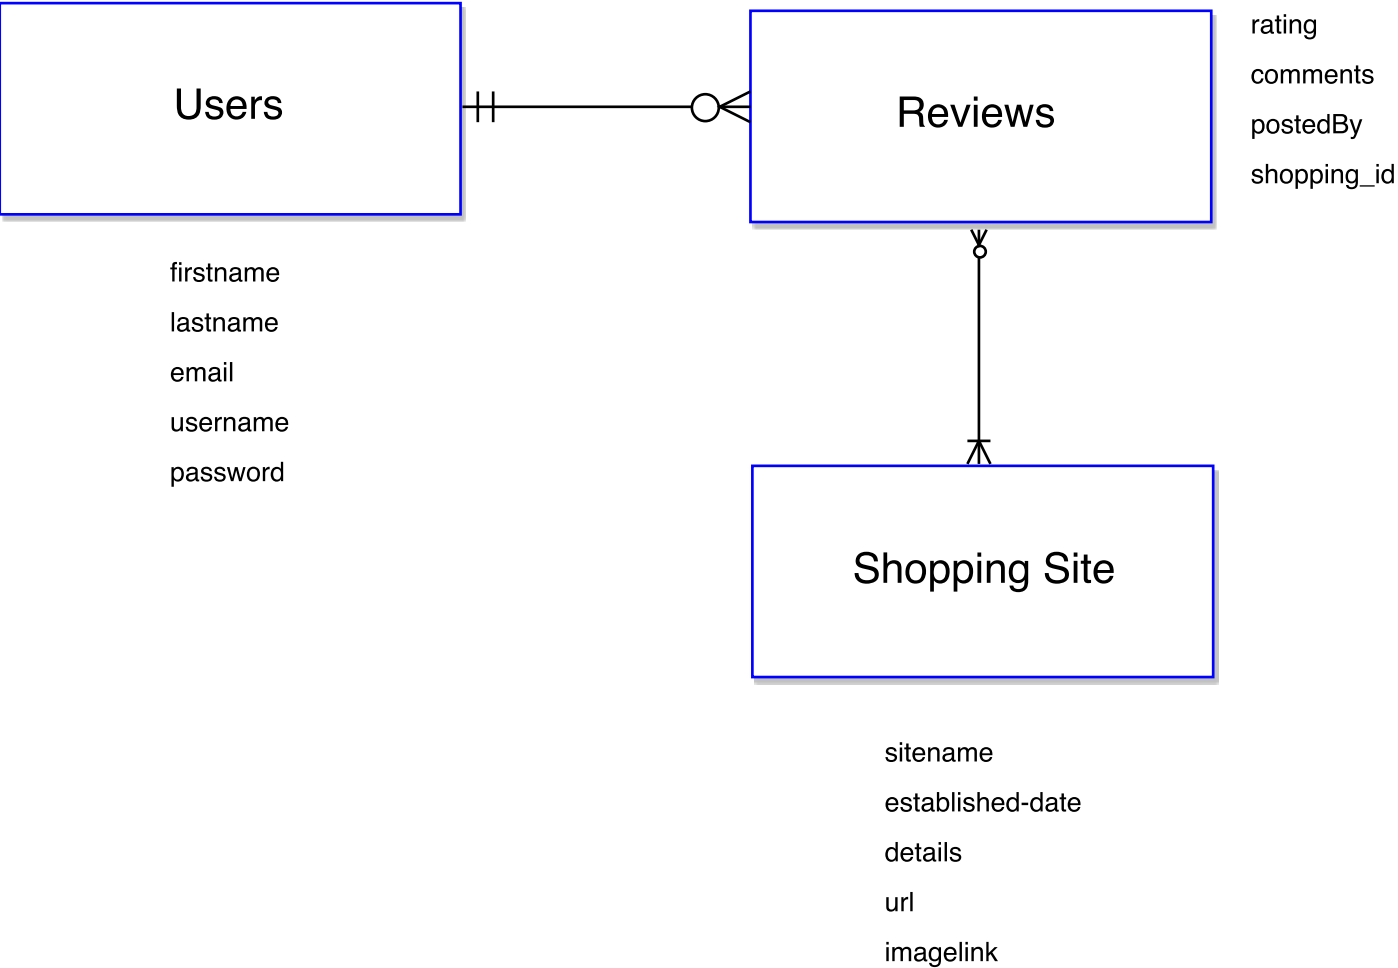 Users
Reviews
rating
comments
postedBy
shopping_id
firstname
lastname
email
username
password
Shopping Site
sitename
established-date
details
url
imagelink